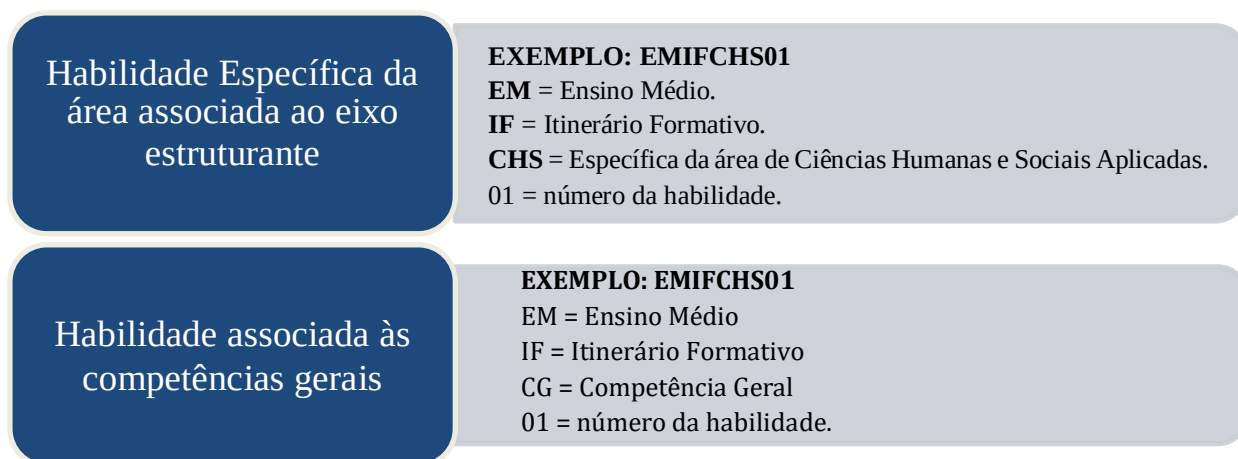 Habilidade Específica da
área associada ao eixo
estruturante
EXEMPLO: EMIFCHS01
EM = Ensino Médio.
IF = Itinerário Formativo.
CHS = Específica da área de Ciências Humanas e Sociais Aplicadas.
01 = número da habilidade.
Habilidade associada às
competências gerais
EXEMPLO: EMIFCHS01
EM = Ensino Médio
IF = Itinerário Formativo
CG = Competência Geral
01 = número da habilidade.